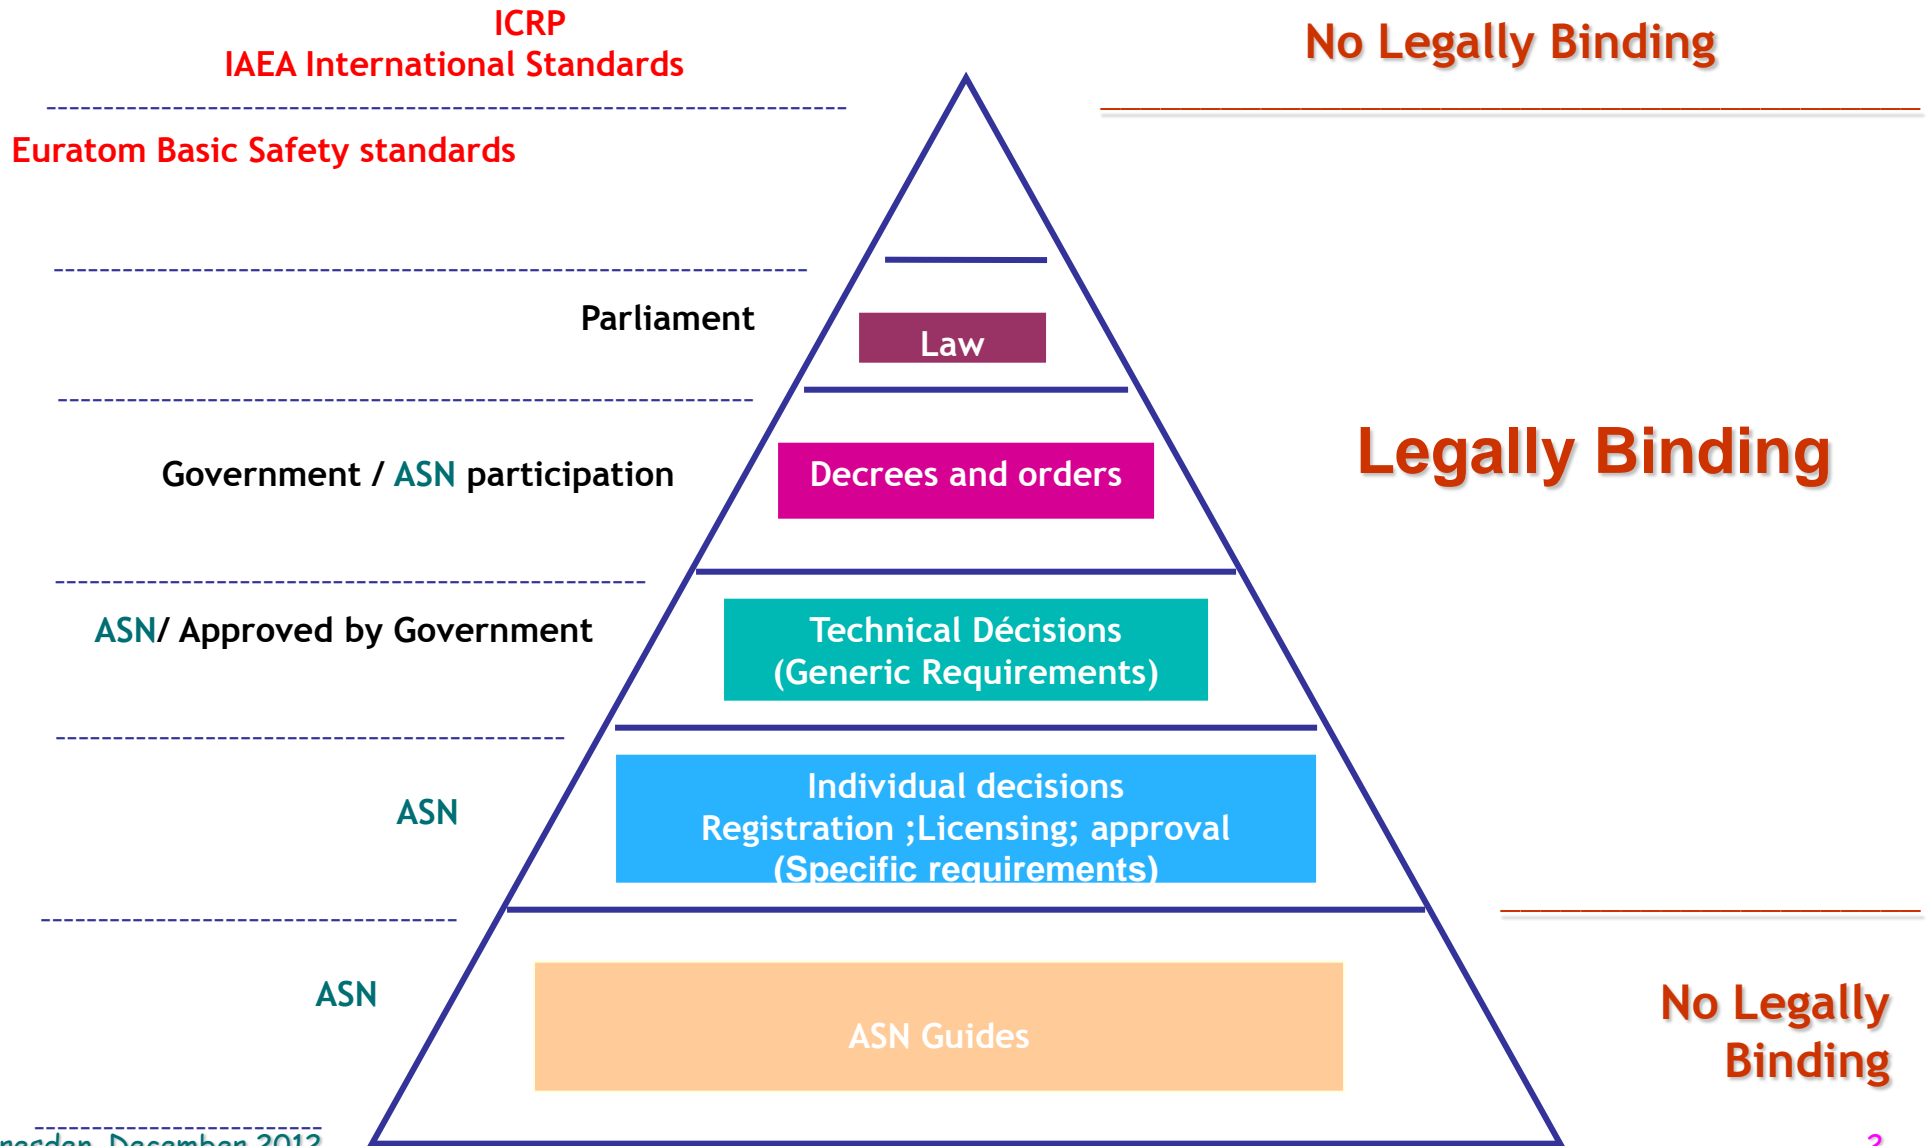 ICRP
IAEA International Standards
No Legally Binding
Euratom Basic Safety standards
Parliament
Law
Legally Binding
Government / ASN participation
Decrees and orders
ASN/ Approved by Government
Technical Décisions
(Generic Requirements)
ASN
Individual decisions
Registration ;Licensing; approval
(Specific requirements)
ASN
ASN Guides
No Legally
Binding
December 2012